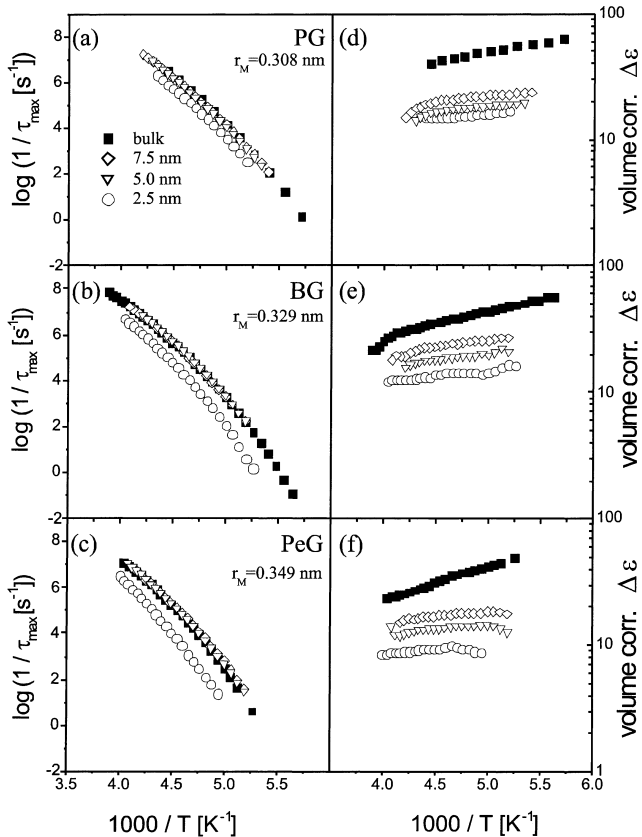 (a)
PG
r_M=0.308 nm
log (1 / τ_max [s⁻¹])
8
6
4
2
0
-2
bulk
7.5 nm
5.0 nm
2.5 nm
(d)
100
10
volume corr. Δε
(b)
BG
r_M=0.329 nm
log (1 / τ_max [s⁻¹])
8
6
4
2
0
-2
(e)
100
10
volume corr. Δε
(c)
PeG
r_M=0.349 nm
log (1 / τ_max [s⁻¹])
8
6
4
2
0
-2
(f)
100
10
1
volume corr. Δε
3.5 4.0 4.5 5.0 5.5
1000 / T [K⁻¹]
4.0 4.5 5.0 5.5 6.0
1000 / T [K⁻¹]